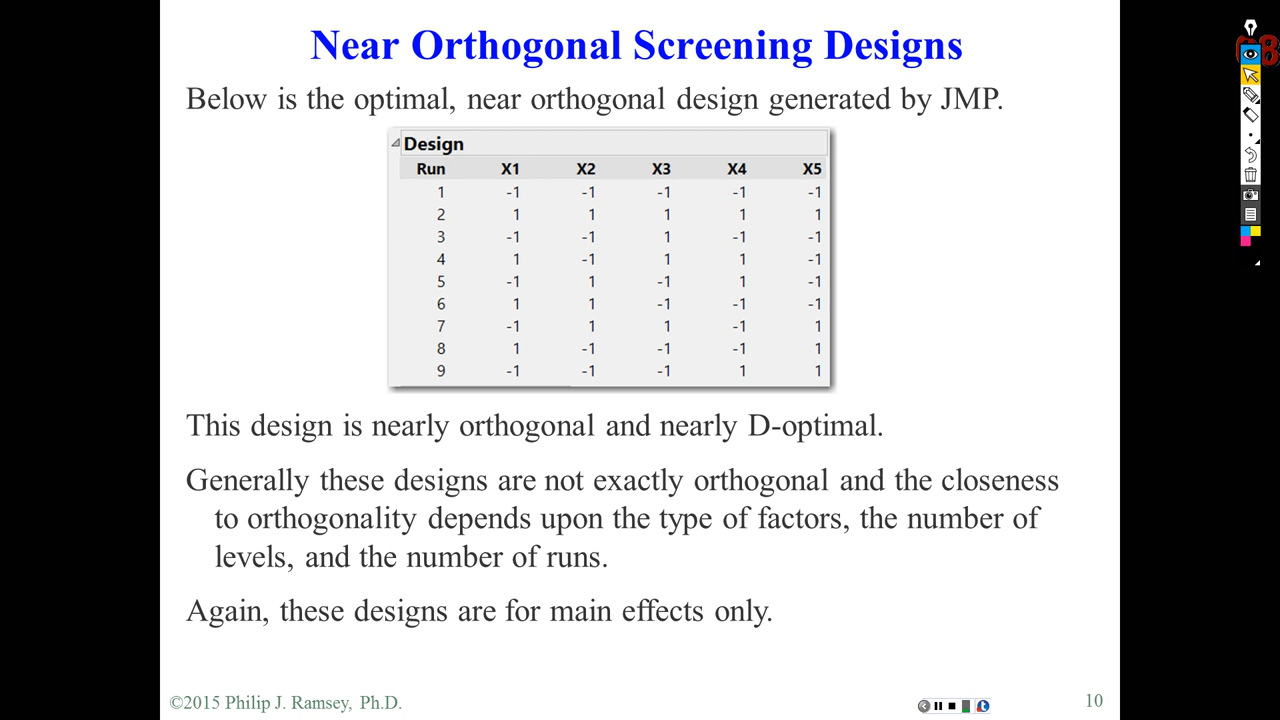 Near Orthogonal Screening Designs
Below is the optimal, near orthogonal design generated by JMP.
Design
Run X1 X2 X3 X4 X5
1 -1 -1 -1 -1 -1
2 1 1 1 1 1
3 -1 -1 1 -1 -1
4 1 -1 1 1 -1
5 -1 1 -1 1 -1
6 1 1 -1 -1 -1
7 -1 1 1 -1 1
8 1 -1 -1 -1 1
9 -1 -1 -1 1 1
This design is nearly orthogonal and nearly D-optimal.
Generally these designs are not exactly orthogonal and the closeness
to orthogonality depends upon the type of factors, the number of
levels, and the number of runs.
Again, these designs are for main effects only.
©2015 Philip J. Ramsey, Ph.D.
10